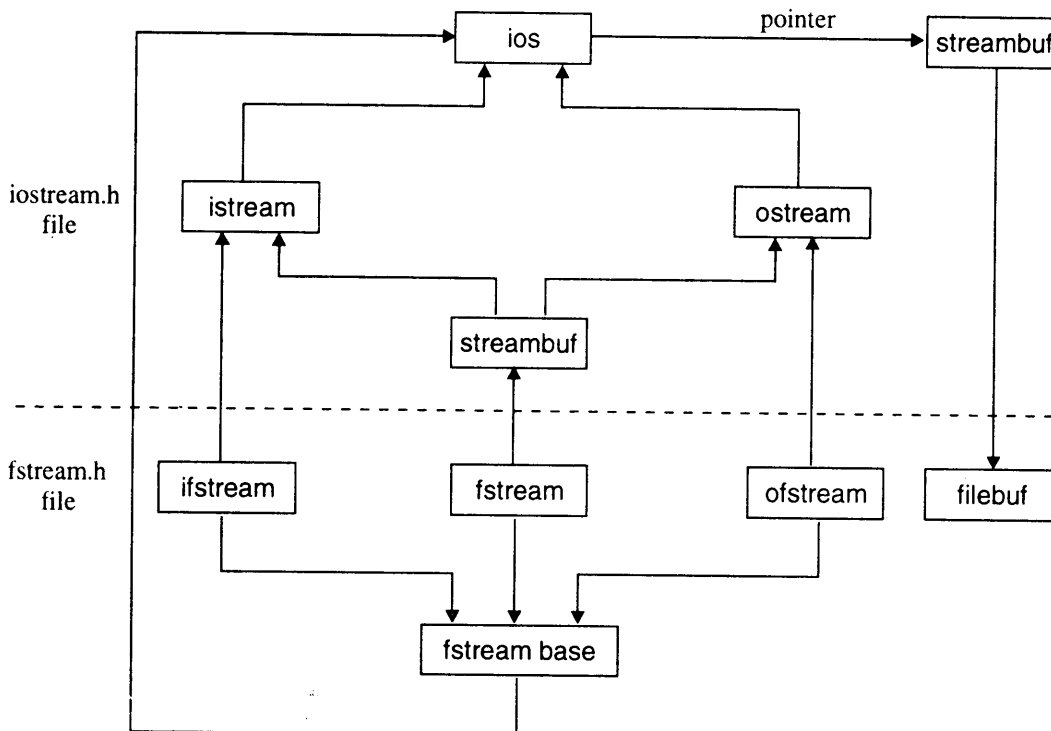 pointer
ios
streambuf
iostream.h
file
istream
ostream
streambuf
fstream.h
file
ifstream
fstream
ofstream
filebuf
fstream base